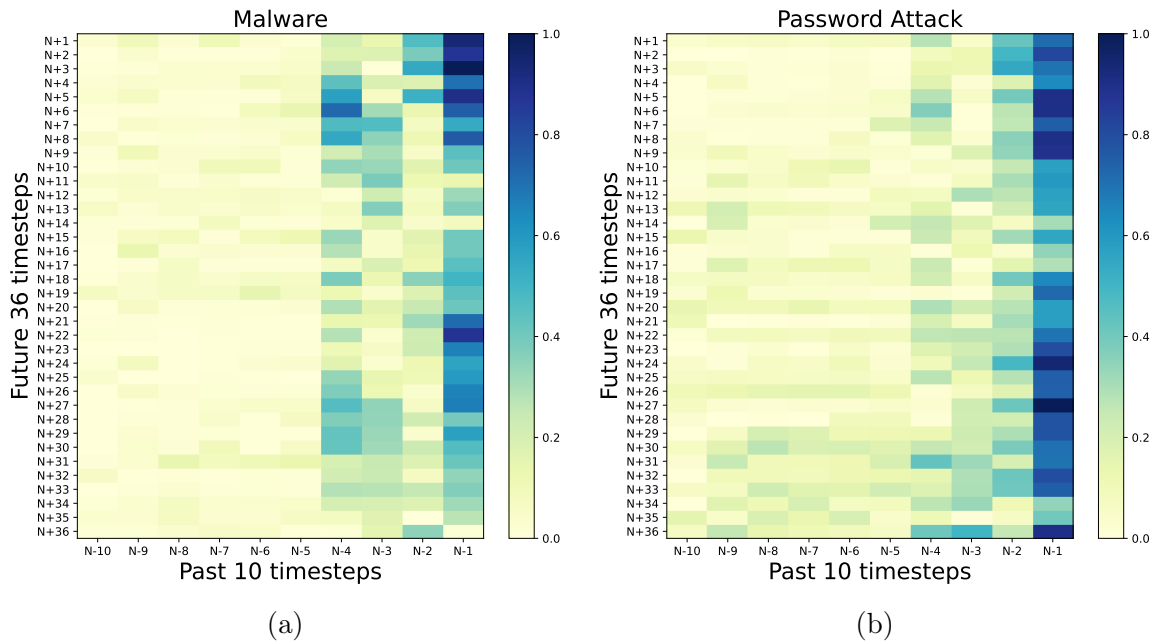 Malware
Future 36 timesteps
N+1
N+2
N+3
N+4
N+5
N+6
N+7
N+8
N+9
N+10
N+11
N+12
N+13
N+14
N+15
N+16
N+17
N+18
N+19
N+20
N+21
N+22
N+23
N+24
N+25
N+26
N+27
N+28
N+29
N+30
N+31
N+32
N+33
N+34
N+35
N+36
N-10 N-9 N-8 N-7 N-6 N-5 N-4 N-3 N-2 N-1
Past 10 timesteps
1.0
0.8
0.6
0.4
0.2
0.0
(a)
Password Attack
Future 36 timesteps
N+1
N+2
N+3
N+4
N+5
N+6
N+7
N+8
N+9
N+10
N+11
N+12
N+13
N+14
N+15
N+16
N+17
N+18
N+19
N+20
N+21
N+22
N+23
N+24
N+25
N+26
N+27
N+28
N+29
N+30
N+31
N+32
N+33
N+34
N+35
N+36
N-10 N-9 N-8 N-7 N-6 N-5 N-4 N-3 N-2 N-1
Past 10 timesteps
1.0
0.8
0.6
0.4
0.2
0.0
(b)